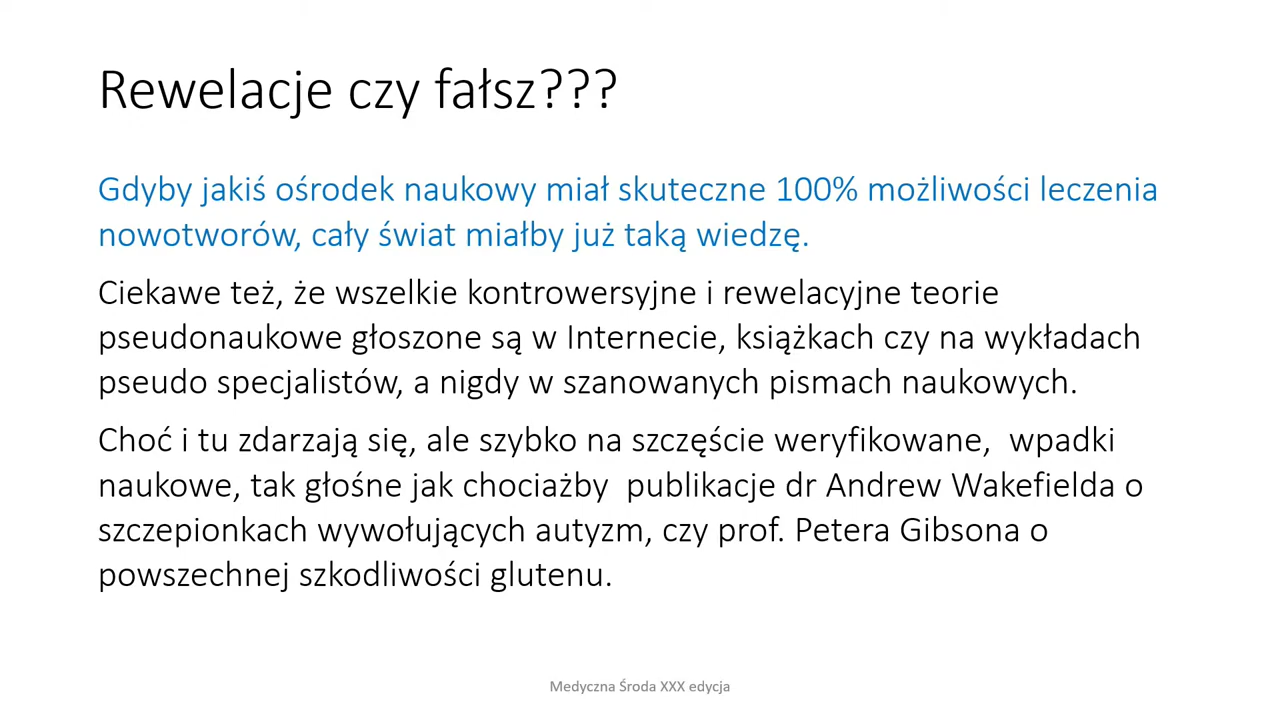 Rewelacje czy fałsz???
Gdyby jakiś ośrodek naukowy miał skuteczne 100% możliwości leczenia
nowotworów, cały świat miałby już taką wiedzę.
Ciekawe też, że wszelkie kontrowersyjne i rewelacyjne teorie
pseudonaukowe głoszone są w Internecie, książkach czy na wykładach
pseudo specjalistów, a nigdy w szanowanych pismach naukowych.
Choć i tu zdarzają się, ale szybko na szczęście weryfikowane,  wpadki
naukowe, tak głośne jak chociażby  publikacje dr Andrew Wakefielda o
szczepionkach wywołujących autyzm, czy prof. Petera Gibsona o
powszechnej szkodliwości glutenu.
Medyczna Środa XXX edycja